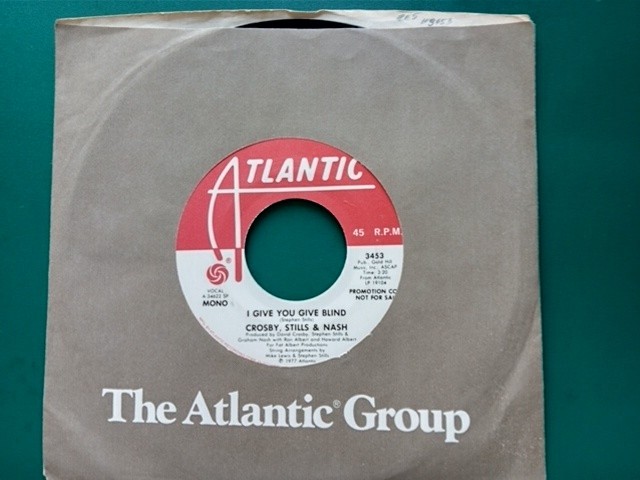 ATLANTIC
45 R.P.M.
3453
Pub. Gold Hill
Music, Inc., ASCAP
Time: 3:20
From Atlantic
LP 19104
®
VOCAL
A 34622 SP
MONO
PROMOTION CO
NOT FOR SA
I GIVE YOU GIVE BLIND
(Stephen Stills)
CROSBY, STILLS & NASH
Produced by David Crosby, Stephen Stills &
Graham Nash with Ron Albert and Howard Albert
For Fat Albert Productions
String Arrangements by
Mike Lewis & Stephen Stills
© 1977 Atlantic
The Atlantic® Group